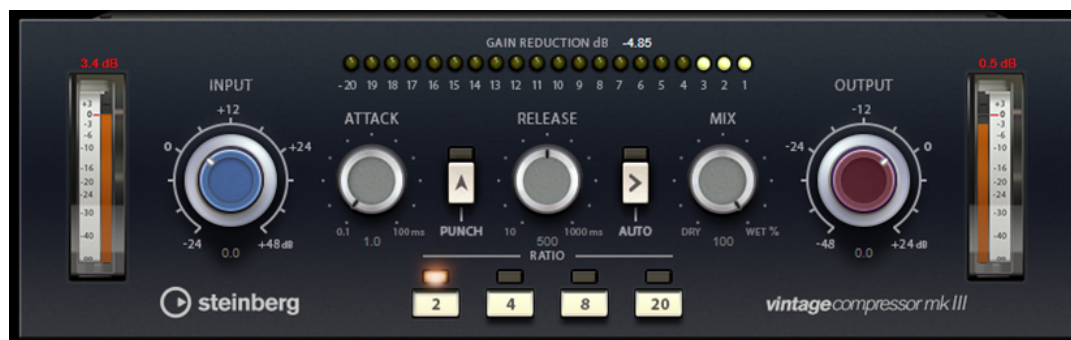 GAIN REDUCTION dB -4.85
3.4 dB
0.5 dB
-20 19 18 17 16 15 14 13 12 11 10 9 8 7 6 5 4 3 2 1
INPUT
OUTPUT
+3
0
-3
-6
-10
-16
-20
-24
-30
-40
+12
0
+24
-24
+48 dB
0.0
ATTACK
0.1
100 ms
1.0
PUNCH
RELEASE
10
1000 ms
500
AUTO
MIX
DRY
WET %
100
-12
-24
0
-48
+24 dB
0.0
+3
0
-3
-6
-10
-16
-20
-24
-30
-40
RATIO
2 4 8 20
steinberg
vintage compressor mk III